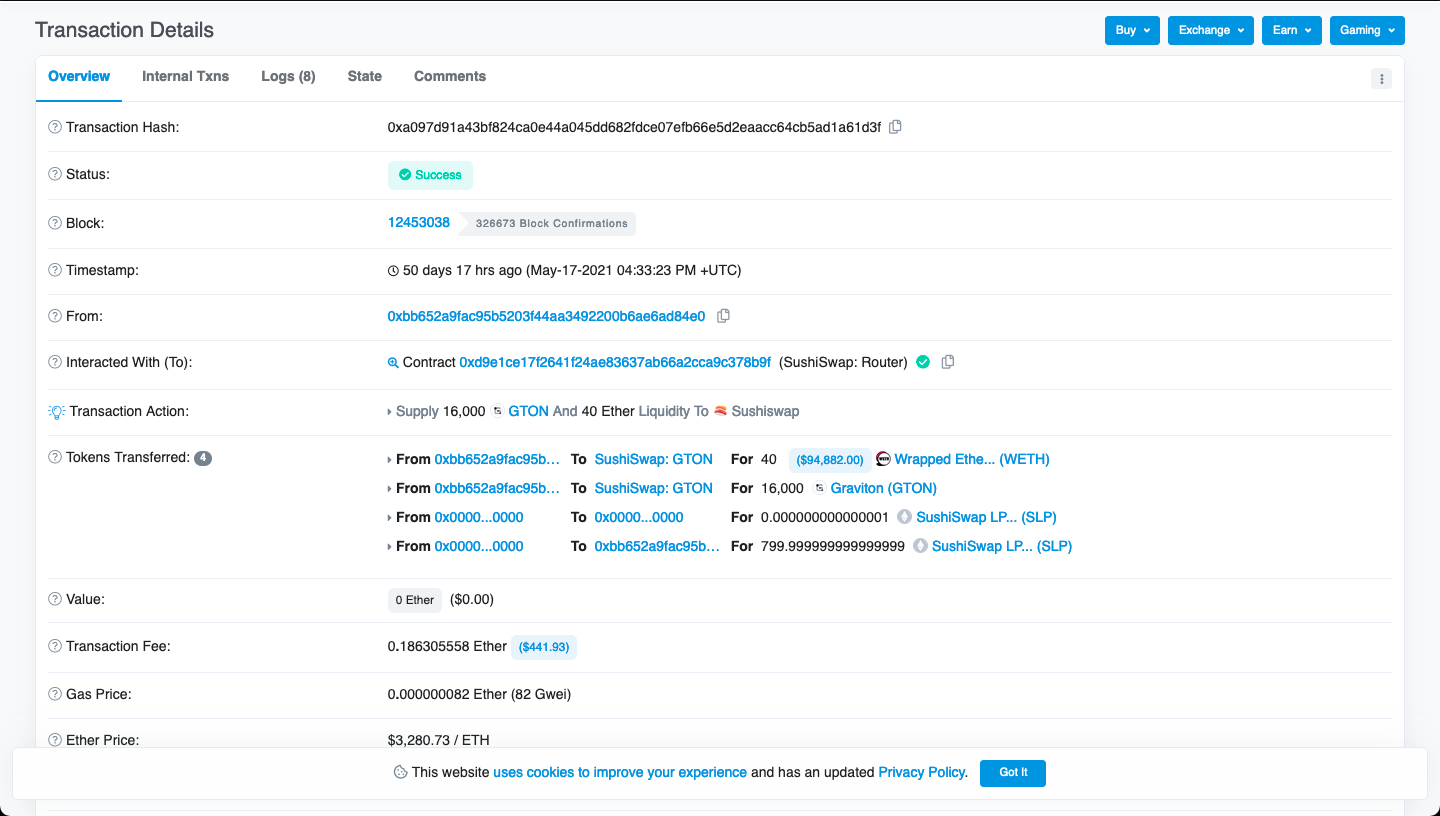 Transaction Details
Buy
Exchange
Earn
Gaming
Overview
Internal Txns
Logs (8)
State
Comments
Transaction Hash:
0xa097d91a43bf824ca0e44a045dd682fdce07efb66e5d2eaacc64cb5ad1a61d3f
Status:
Success
Block:
12453038
326673 Block Confirmations
Timestamp:
50 days 17 hrs ago (May-17-2021 04:33:23 PM +UTC)
From:
0xbb652a9fac95b5203f44aa3492200b6ae6ad84e0
Interacted With (To):
Contract 0xd9e1ce17f2641f24ae83637ab66a2cca9c378b9f (SushiSwap: Router)
Transaction Action:
Supply 16,000 GTON And 40 Ether Liquidity To Sushiswap
Tokens Transferred: 4
From 0xbb652a9fac95b... To SushiSwap: GTON For 40 ($94,882.00) Wrapped Ethe... (WETH)
From 0xbb652a9fac95b... To SushiSwap: GTON For 16,000 Graviton (GTON)
From 0x0000...0000 To 0x0000...0000 For 0.000000000000001 SushiSwap LP... (SLP)
From 0x0000...0000 To 0xbb652a9fac95b... For 799.999999999999999 SushiSwap LP... (SLP)
Value:
0 Ether ($0.00)
Transaction Fee:
0.186305558 Ether ($441.93)
Gas Price:
0.000000082 Ether (82 Gwei)
Ether Price:
$3,280.73 / ETH
This website uses cookies to improve your experience and has an updated Privacy Policy.
Got It